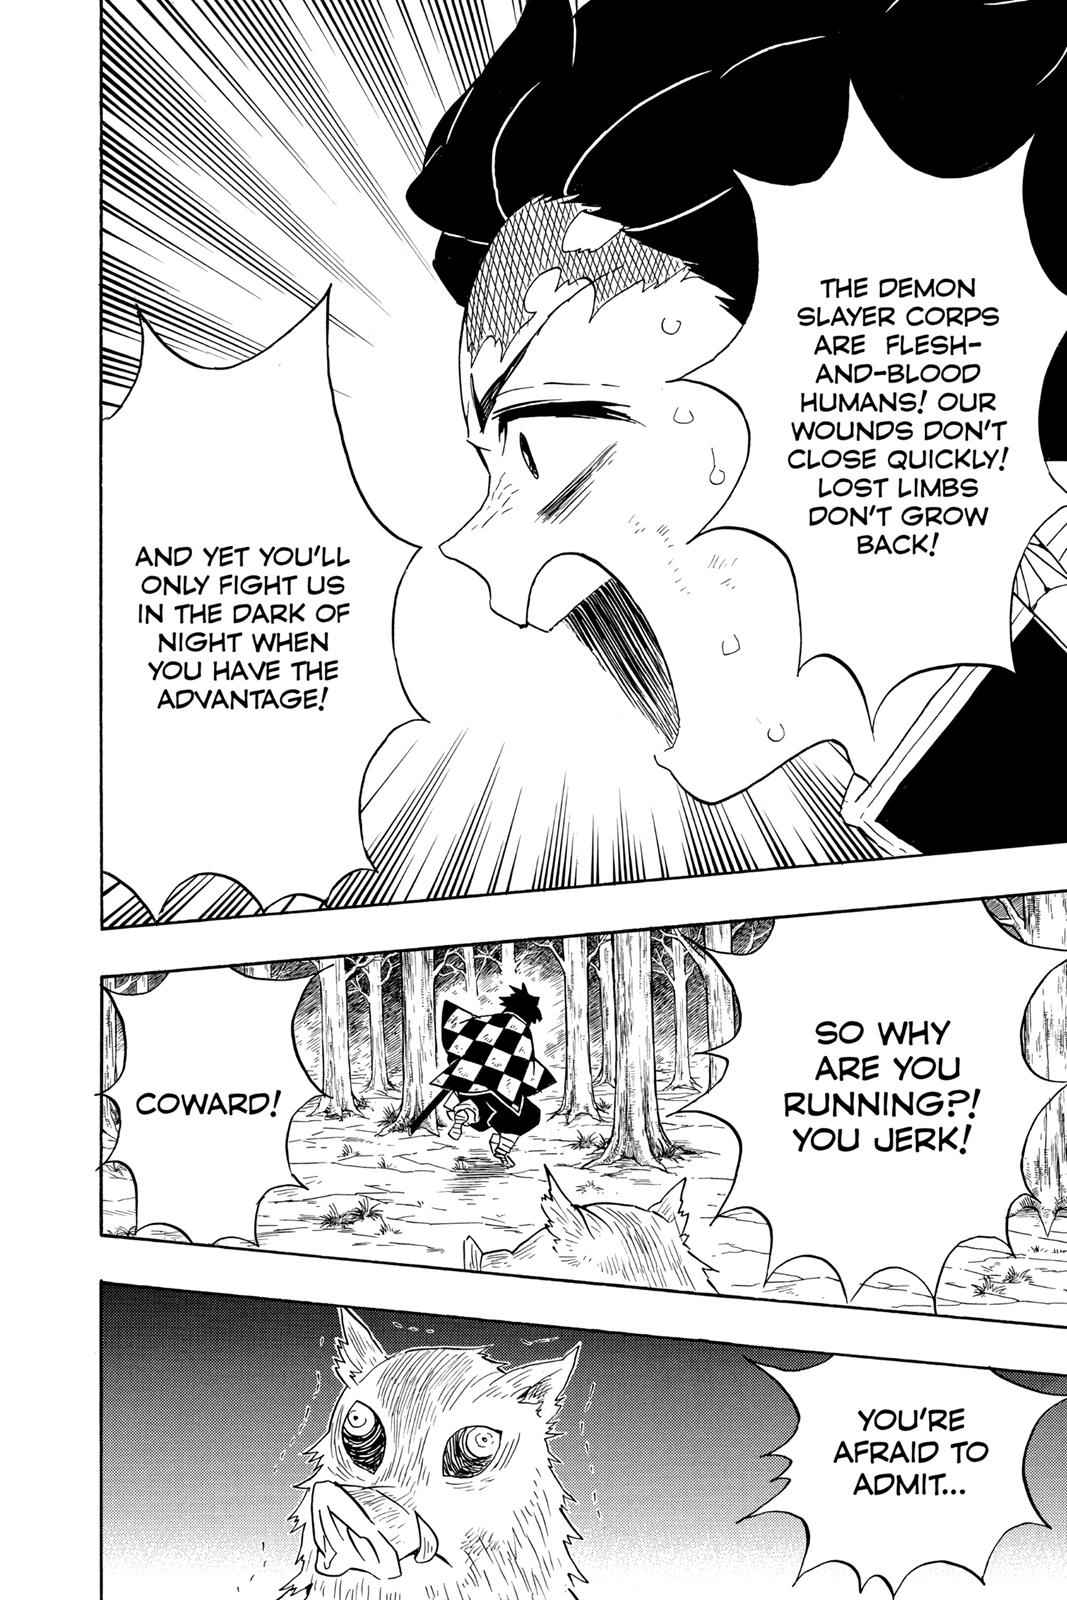 THE DEMON
SLAYER CORPS
ARE FLESH-
AND-BLOOD
HUMANS! OUR
WOUNDS DON'T
CLOSE QUICKLY!
LOST LIMBS
DON'T GROW
BACK!
AND YET YOU'LL
ONLY FIGHT US
IN THE DARK OF
NIGHT WHEN
YOU HAVE THE
ADVANTAGE!
SO WHY
ARE YOU
RUNNING?!
YOU JERK!
COWARD!
YOU'RE
AFRAID TO
ADMIT...